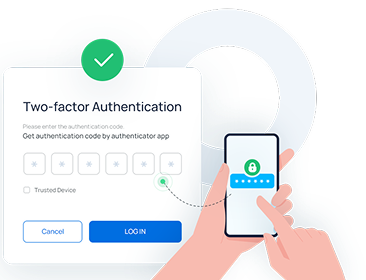 Two-factor Authentication
Please enter the authentication code.
Get authentication code by authenticator app
Trusted Device
Cancel
LOG IN